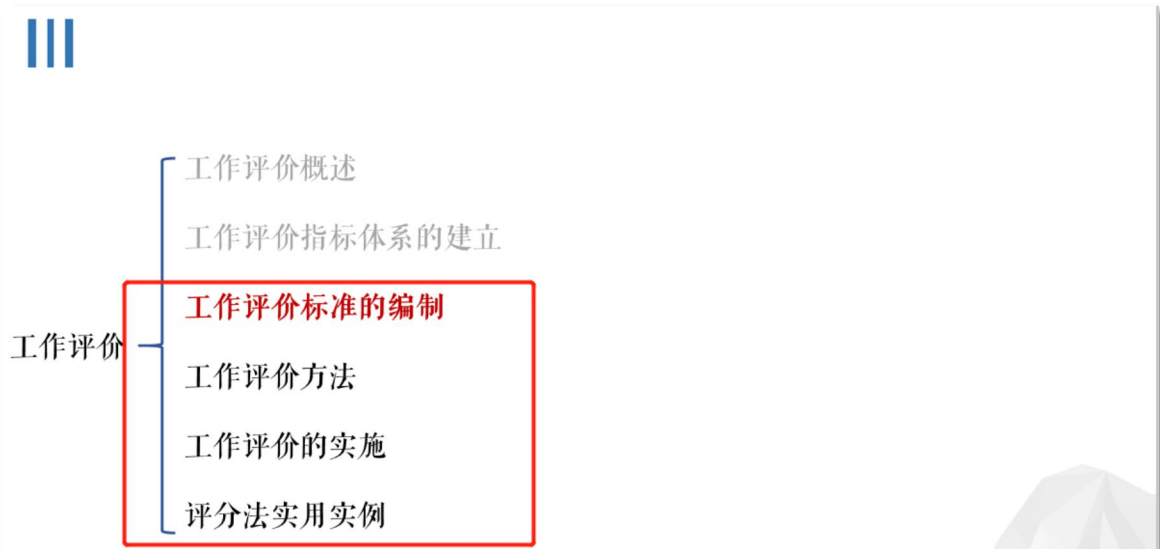 工作评价概述
工作评价指标体系的建立
工作评价标准的编制
工作评价
工作评价方法
工作评价的实施
评分法实用实例